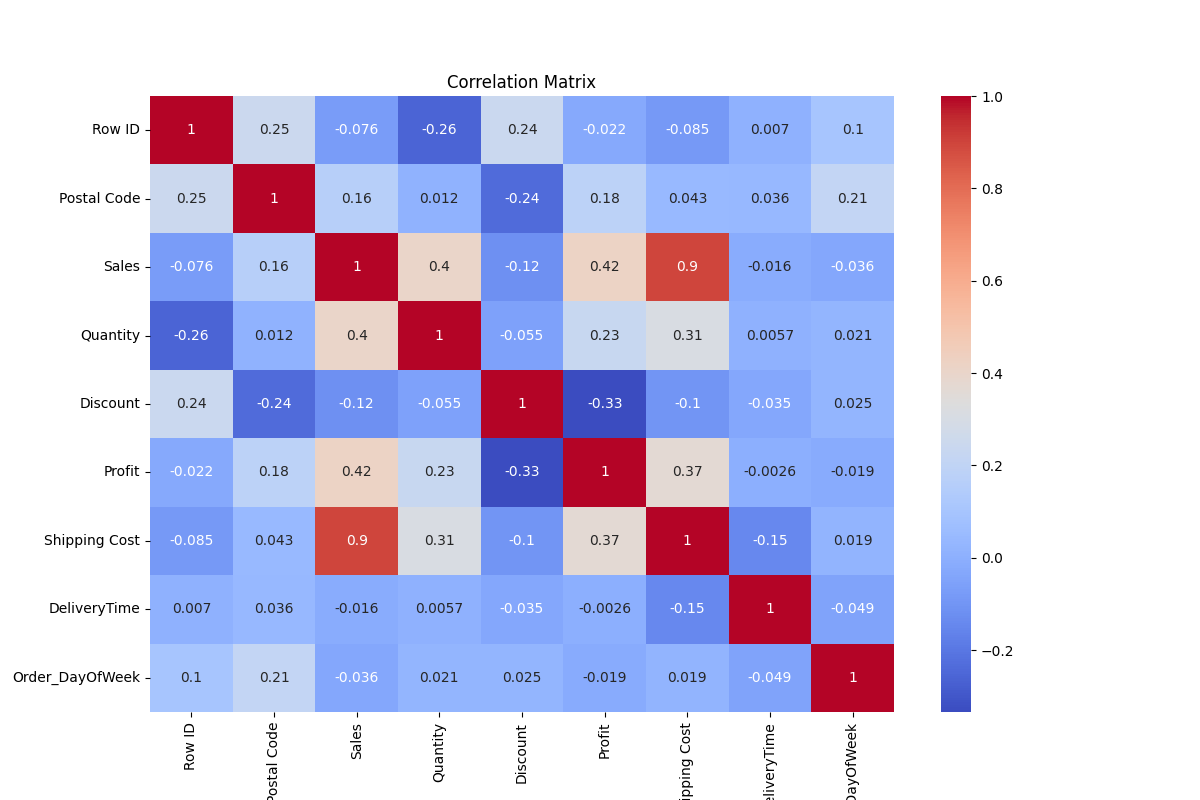 Correlation Matrix
Row ID 1 0.25 -0.076 -0.26 0.24 -0.022 -0.085 0.007 0.1
Postal Code 0.25 1 0.16 0.012 -0.24 0.18 0.043 0.036 0.21
Sales -0.076 0.16 1 0.4 -0.12 0.42 0.9 -0.016 -0.036
Quantity -0.26 0.012 0.4 1 -0.055 0.23 0.31 0.0057 0.021
Discount 0.24 -0.24 -0.12 -0.055 1 -0.33 -0.1 -0.035 0.025
Profit -0.022 0.18 0.42 0.23 -0.33 1 0.37 -0.0026 -0.019
Shipping Cost -0.085 0.043 0.9 0.31 -0.1 0.37 1 -0.15 0.019
DeliveryTime 0.007 0.036 -0.016 0.0057 -0.035 -0.0026 -0.15 1 -0.049
Order_DayOfWeek 0.1 0.21 -0.036 0.021 0.025 -0.019 0.019 -0.049 1
Row ID
Postal Code
Sales
Quantity
Discount
Profit
ipping Cost
eliveryTime
DayOfWeek
1.0
0.8
0.6
0.4
0.2
0.0
−0.2